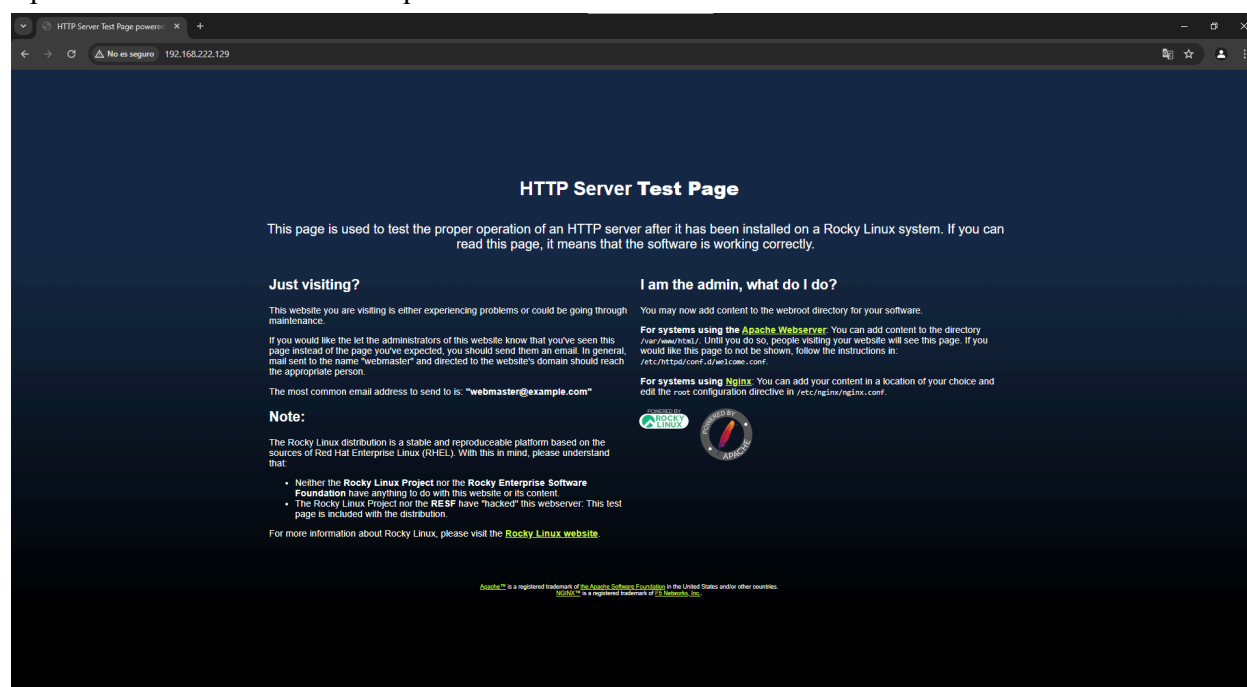 HTTP Server Test Page powered
No es seguro
192.168.222.129
HTTP Server Test Page
This page is used to test the proper operation of an HTTP server after it has been installed on a Rocky Linux system. If you can
read this page, it means that the software is working correctly.
Just visiting?
This website you are visiting is either experiencing problems or could be going through
maintenance.
If you would like the let the administrators of this website know that you've seen this
page instead of the page you've expected, you should send them an email. In general,
mail sent to the name "webmaster" and directed to the website's domain should reach
the appropriate person.
The most common email address to send to is: "webmaster@example.com"
Note:
The Rocky Linux distribution is a stable and reproduceable platform based on the
sources of Red Hat Enterprise Linux (RHEL). With this in mind, please understand
that:
• Neither the Rocky Linux Project nor the Rocky Enterprise Software
Foundation have anything to do with this website or its content.
• The Rocky Linux Project nor the RESF have "hacked" this webserver: This test
page is included with the distribution.
For more information about Rocky Linux, please visit the Rocky Linux website.
I am the admin, what do I do?
You may now add content to the webroot directory for your software.
For systems using the Apache Webserver: You can add content to the directory
/var/www/html/. Until you do so, people visiting your website will see this page. If you
would like this page to not be shown, follow the instructions in:
/etc/httpd/conf.d/welcome.conf.
For systems using Nginx: You can add your content in a location of your choice and
edit the root configuration directive in /etc/nginx/nginx.conf.
POWERED BY
ROCKY
LINUX
POWERED BY
APACHE
Apache™ is a registered trademark of the Apache Software Foundation in the United States and/or other countries.
NGINX™ is a registered trademark of F5 Networks, Inc..